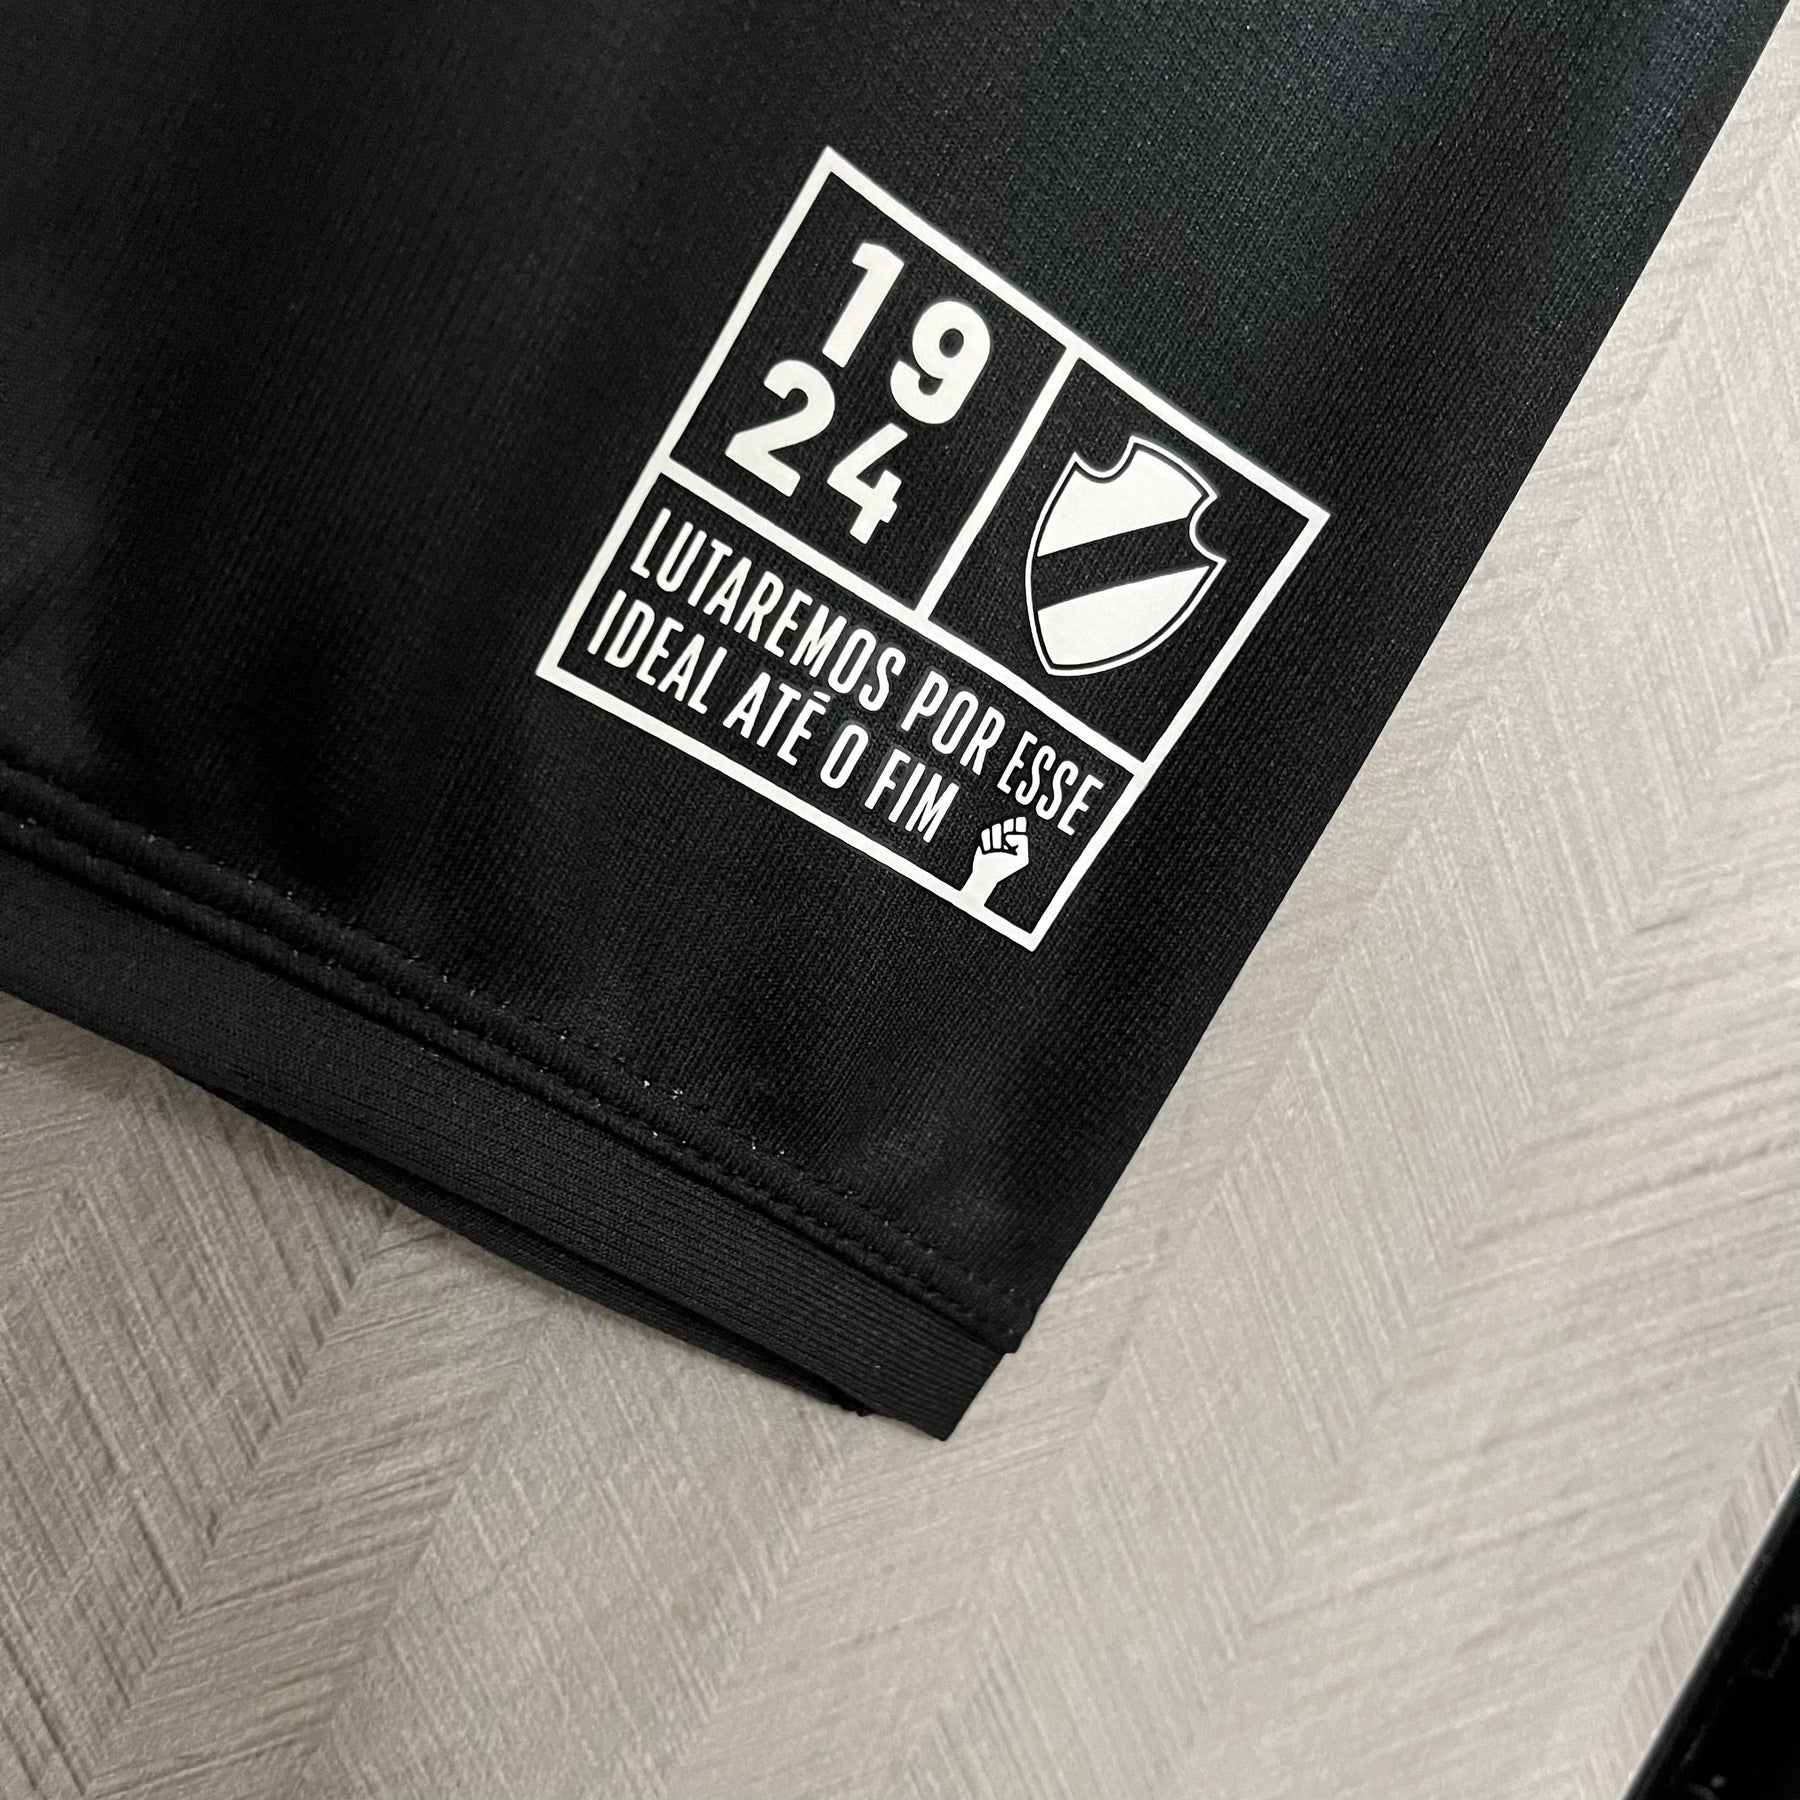 19
24
LUTAREMOS POR ESSE
IDEAL ATÉ O FIM